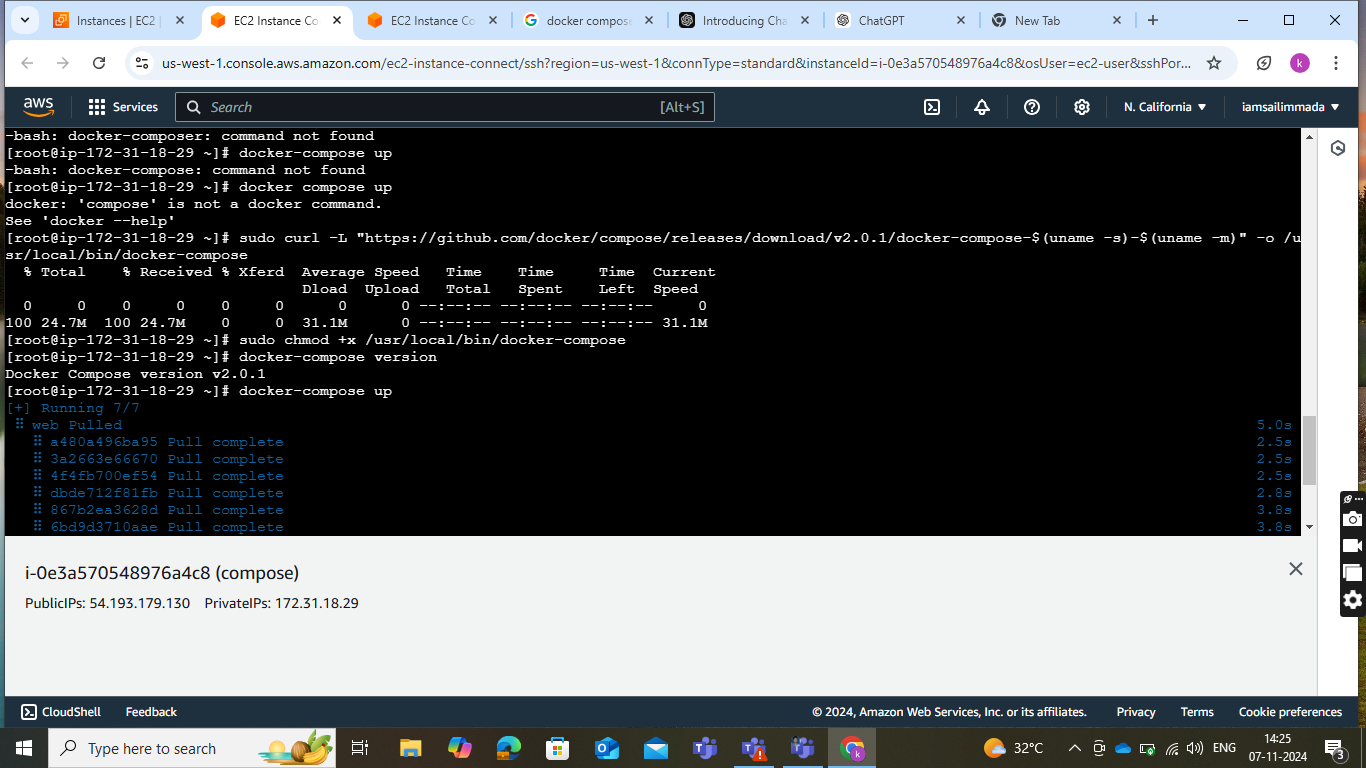 Instances | EC2 |
EC2 Instance Co
EC2 Instance Co
docker compose
Introducing Cha
ChatGPT
New Tab
us-west-1.console.aws.amazon.com/ec2-instance-connect/ssh?region=us-west-1&connType=standard&instanceId=i-0e3a570548976a4c8&osUser=ec2-user&sshPor...
k
aws
Services
Search
[Alt+S]
N. California
iamsailimmada
-bash: docker-composer: command not found
[root@ip-172-31-18-29 ~]# docker-compose up
-bash: docker-compose: command not found
[root@ip-172-31-18-29 ~]# docker compose up
docker: 'compose' is not a docker command.
See 'docker --help'
[root@ip-172-31-18-29 ~]# sudo curl -L "https://github.com/docker/compose/releases/download/v2.0.1/docker-compose-$(uname -s)-$(uname -m)" -o /u
sr/local/bin/docker-compose
% Total % Received % Xferd Average Speed Time Time Time Current
Dload Upload Total Spent Left Speed
0 0 0 0 0 0 0 0 --:--:-- --:--:-- --:--:-- 0
100 24.7M 100 24.7M 0 0 31.1M 0 --:--:-- --:--:-- --:--:-- 31.1M
[root@ip-172-31-18-29 ~]# sudo chmod +x /usr/local/bin/docker-compose
[root@ip-172-31-18-29 ~]# docker-compose version
Docker Compose version v2.0.1
[root@ip-172-31-18-29 ~]# docker-compose up
[+] Running 7/7
⠿ web Pulled 5.0s
⠿ a480a496ba95 Pull complete 2.5s
⠿ 3a2663e66670 Pull complete 2.5s
⠿ 4f4fb700ef54 Pull complete 2.5s
⠿ dbde712f81fb Pull complete 2.8s
⠿ 867b2ea3628d Pull complete 3.8s
⠿ 6bd9d3710aae Pull complete 3.8s
i-0e3a570548976a4c8 (compose)
PublicIPs: 54.193.179.130 PrivateIPs: 172.31.18.29
CloudShell
Feedback
© 2024, Amazon Web Services, Inc. or its affiliates.
Privacy
Terms
Cookie preferences
Type here to search
32°C
ENG
14:25
07-11-2024
3